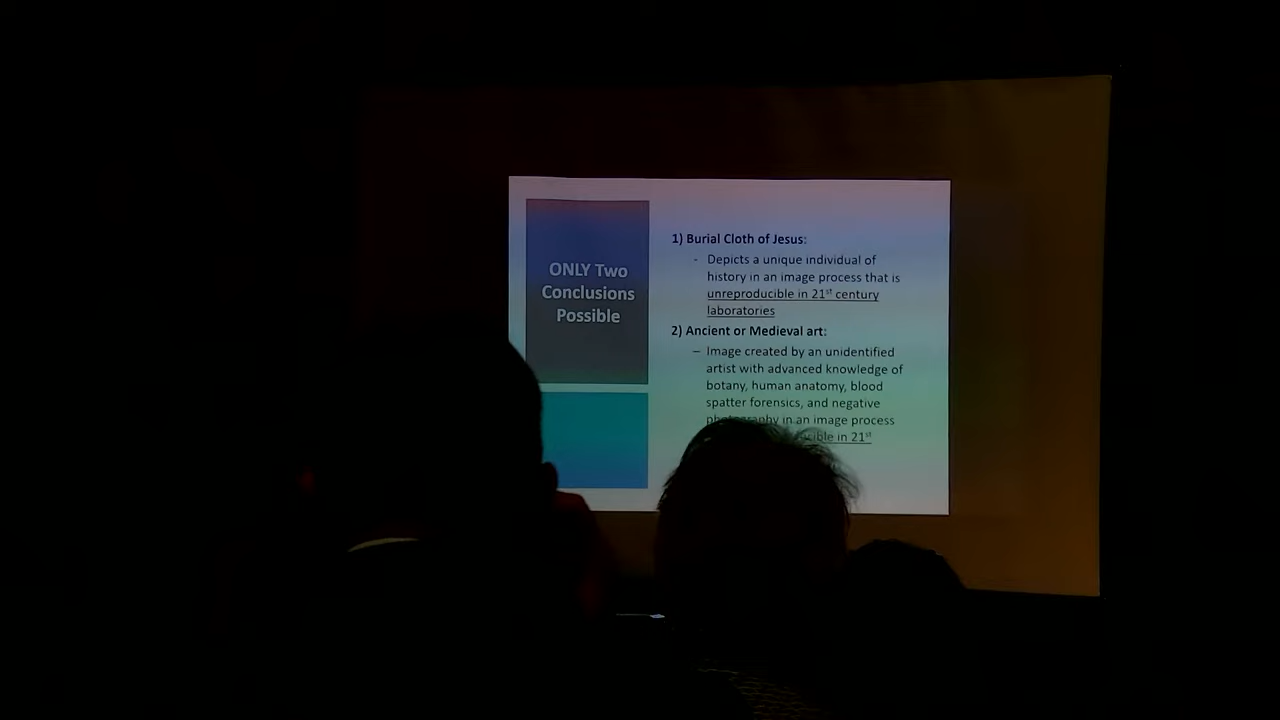 ONLY Two
Conclusions
Possible
1) Burial Cloth of Jesus:
- Depicts a unique individual of
history in an image process that is
unreproducible in 21st century
laboratories
2) Ancient or Medieval art:
– Image created by an unidentified
artist with advanced knowledge of
botany, human anatomy, blood
spatter forensics, and negative
photography in an image process
in 21st